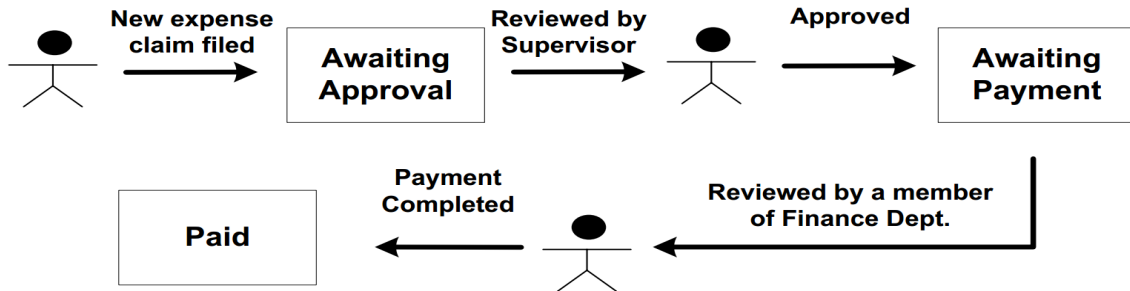 New expense
claim filed
Awaiting
Approval
Reviewed by
Supervisor
Approved
Awaiting
Payment
Reviewed by a member
of Finance Dept.
Payment
Completed
Paid